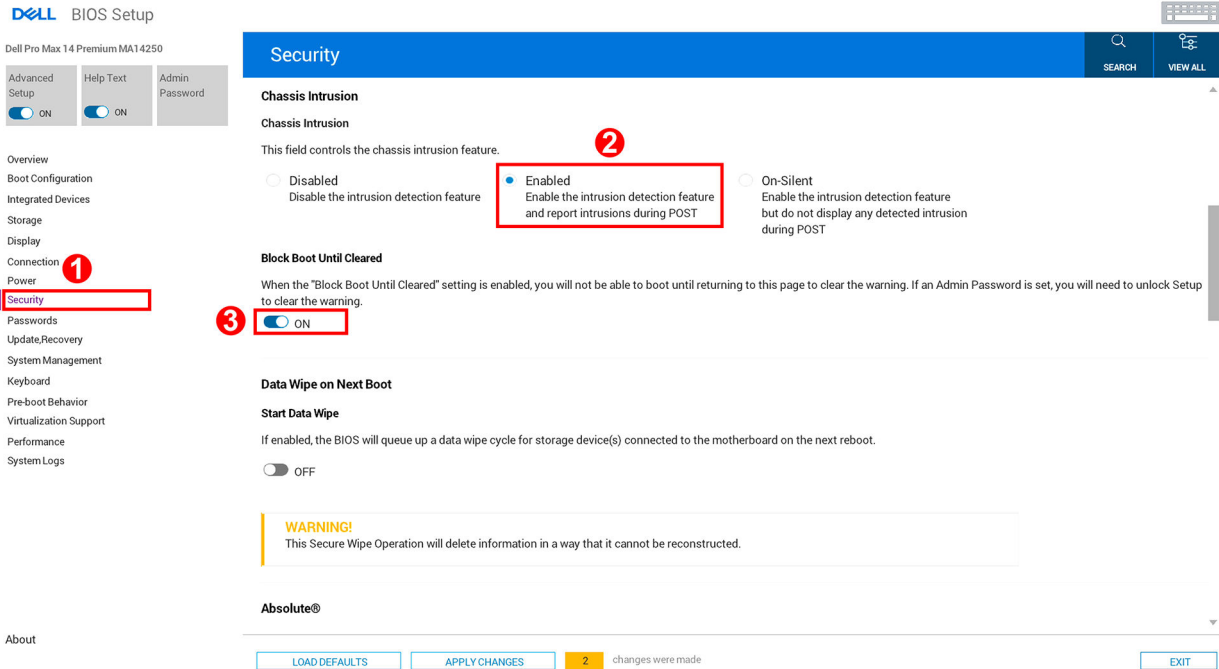 DELL BIOS Setup
Dell Pro Max 14 Premium MA14250
Advanced Setup
ON
Help Text
ON
Admin Password
Overview
Boot Configuration
Integrated Devices
Storage
Display
Connection
1
Power
Security
Passwords
Update,Recovery
System Management
Keyboard
Pre-boot Behavior
Virtualization Support
Performance
System Logs
About
Security
SEARCH
VIEW ALL
Chassis Intrusion
Chassis Intrusion
This field controls the chassis intrusion feature.
2
Disabled
Disable the intrusion detection feature
Enabled
Enable the intrusion detection feature
and report intrusions during POST
On-Silent
Enable the intrusion detection feature
but do not display any detected intrusion
during POST
Block Boot Until Cleared
When the "Block Boot Until Cleared" setting is enabled, you will not be able to boot until returning to this page to clear the warning. If an Admin Password is set, you will need to unlock Setup
to clear the warning.
3
ON
Data Wipe on Next Boot
Start Data Wipe
If enabled, the BIOS will queue up a data wipe cycle for storage device(s) connected to the motherboard on the next reboot.
OFF
WARNING!
This Secure Wipe Operation will delete information in a way that it cannot be reconstructed.
Absolute®
LOAD DEFAULTS
APPLY CHANGES
2
changes were made
EXIT